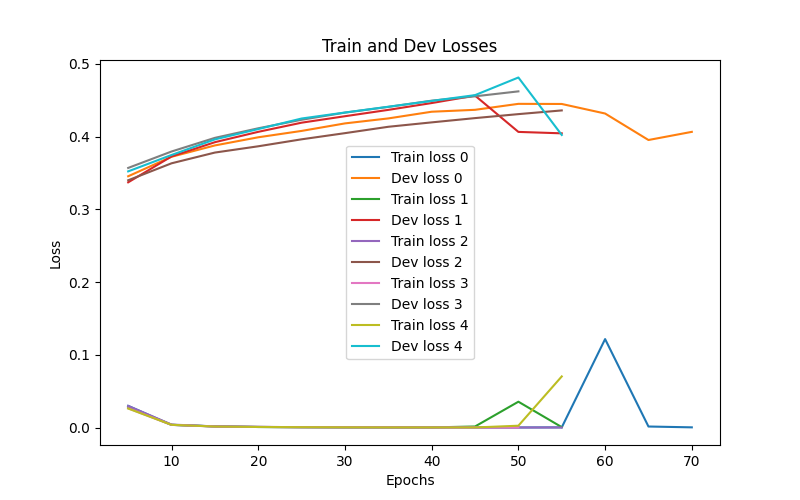 Train and Dev Losses
0.5
0.4
0.3
0.2
0.1
0.0
Loss
Train loss 0
Dev loss 0
Train loss 1
Dev loss 1
Train loss 2
Dev loss 2
Train loss 3
Dev loss 3
Train loss 4
Dev loss 4
10 20 30 40 50 60 70
Epochs